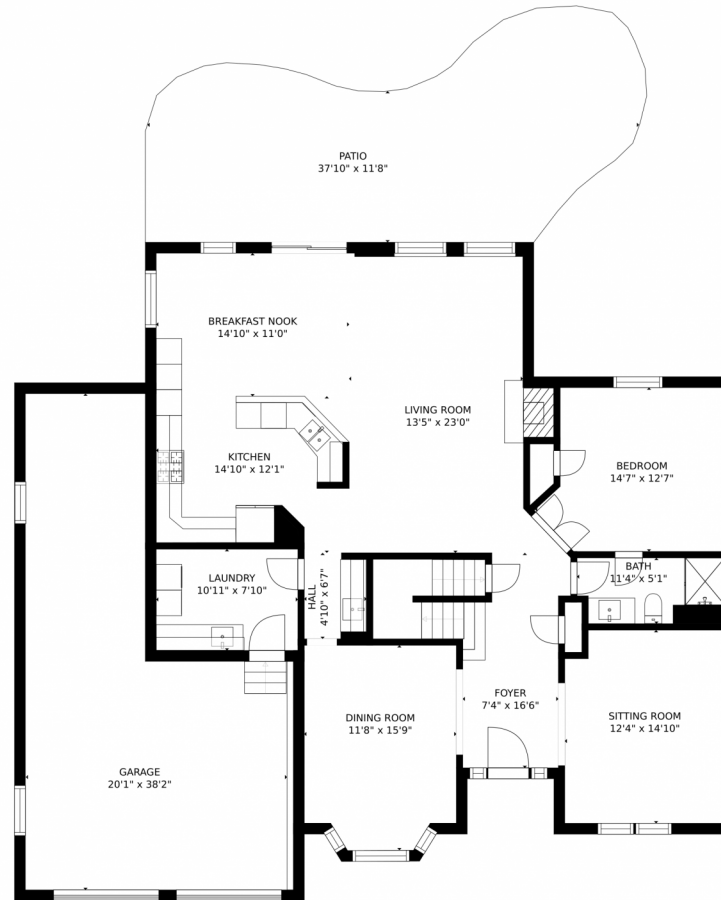 PATIO
37'10" x 11'8"
BREAKFAST NOOK
14'10" x 11'0"
LIVING ROOM
13'5" x 23'0"
KITCHEN
14'10" x 12'1"
BEDROOM
14'7" x 12'7"
LAUNDRY
10'11" x 7'10"
HALL
4'10" x 6'7"
BATH
11'4" x 5'1"
FOYER
7'4" x 16'6"
DINING ROOM
11'8" x 15'9"
SITTING ROOM
12'4" x 14'10"
GARAGE
20'1" x 38'2"